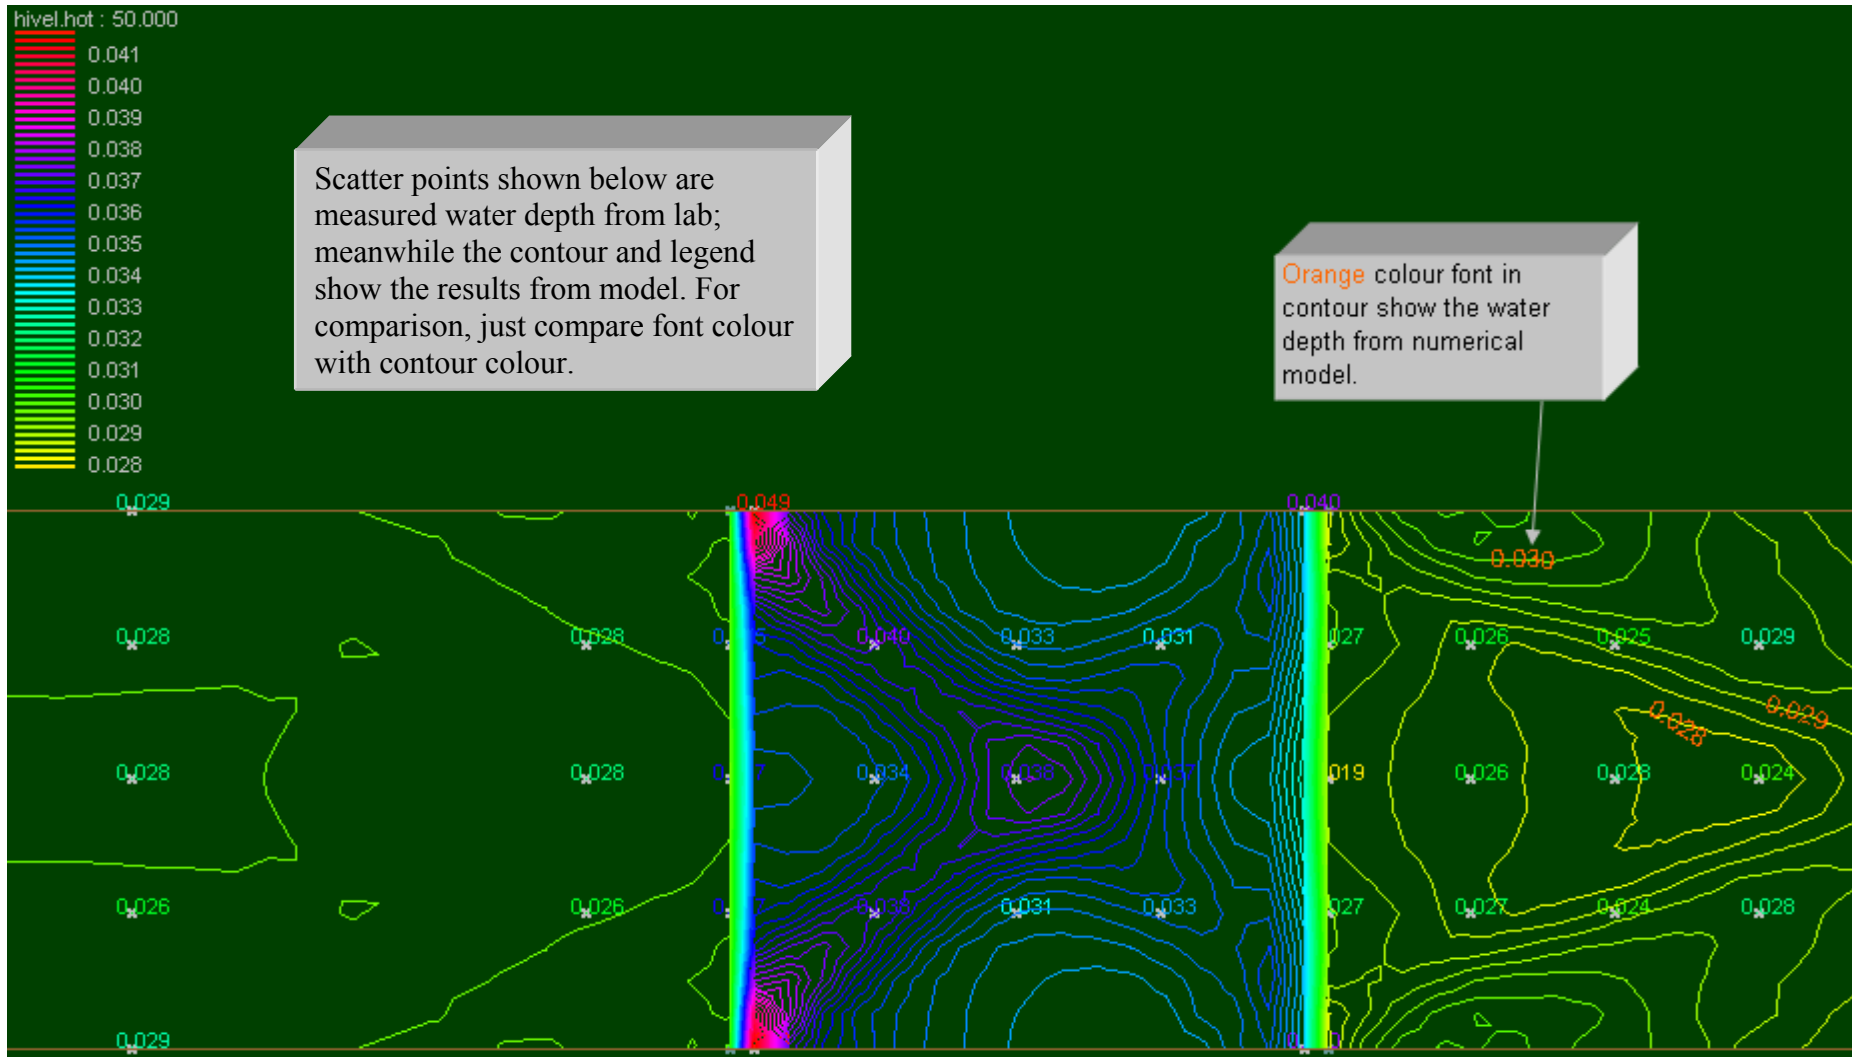 hivel.hot : 50.000
0.041
0.040
0.039
0.038
0.037
0.036
0.035
0.034
0.033
0.032
0.031
0.030
0.029
0.028
Scatter points shown below are
measured water depth from lab;
meanwhile the contour and legend
show the results from model. For
comparison, just compare font colour
with contour colour.
Orange colour font in
contour show the water
depth from numerical
model.
0.029 0.049 0.040
0.030
0.028 0.028 0.040 0.033 0.031 0.026 0.025 0.029
0.028 0.029
0.028 0.028 0.034 0.038 0.037 019 0.026 0.024
0.026 0.026 0.031 0.033 027 0.027 0.024 0.028
0.029